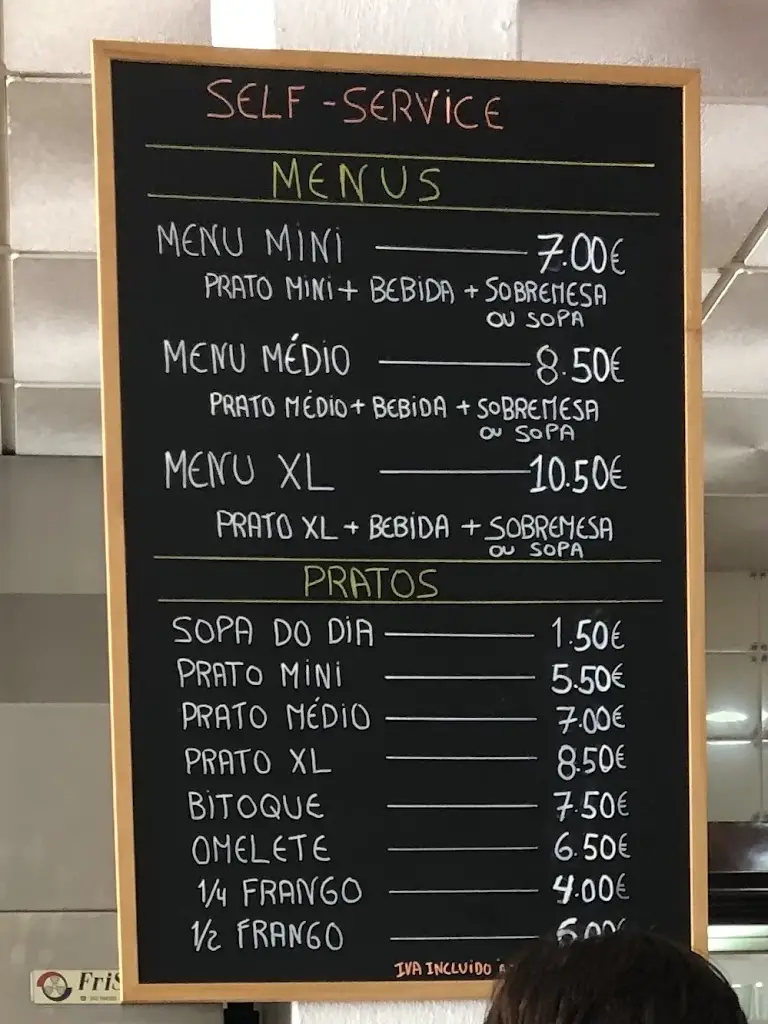 SELF-SERVICE
MENUS
MENU MINI 7.00€
PRATO MINI + BEBIDA + SOBREMESA
OU SOPA
MENU MÉDIO 8.50€
PRATO MÉDIO + BEBIDA + SOBREMESA
OU SOPA
MENU XL 10.50€
PRATO XL + BEBIDA + SOBREMESA
OU SOPA
PRATOS
SOPA DO DIA 1.50€
PRATO MINI 5.50€
PRATO MÉDIO 7.00€
PRATO XL 8.50€
BITOQUE 7.50€
OMELETE 6.50€
1/4 FRANGO 4.00€
1/2 FRANGO
IVA INCLUIDO